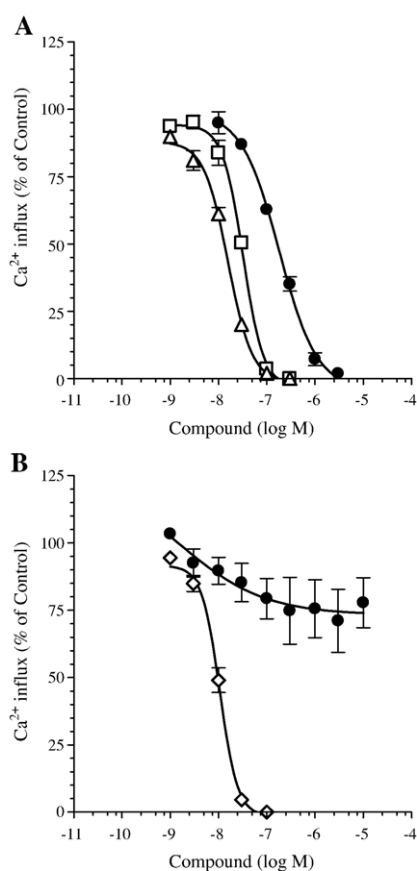 A
125
100
75
50
25
0
Ca2+ influx (% of Control)
-11 -10 -9 -8 -7 -6 -5 -4
Compound (log M)
B
125
100
75
50
25
0
Ca2+ influx (% of Control)
-11 -10 -9 -8 -7 -6 -5 -4
Compound (log M)